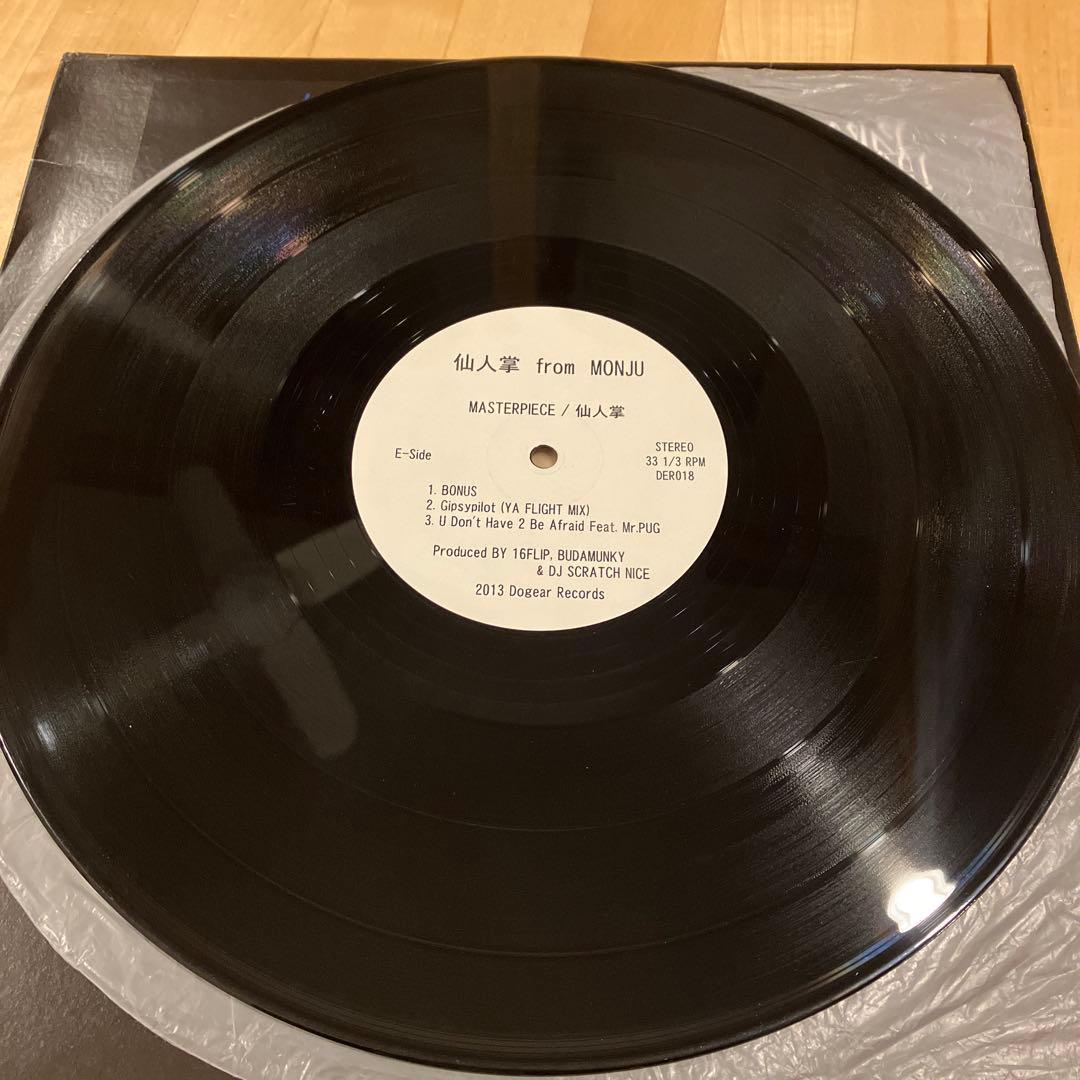 仙人掌 from MONJU
MASTERPIECE / 仙人掌
E-Side
STEREO
33 1/3 RPM
DER018
1. BONUS
2. Gipsypilot (YA FLIGHT MIX)
3. U Don't Have 2 Be Afraid Feat. Mr.PUG
Produced BY 16FLIP, BUDAMUNKY
& DJ SCRATCH NICE
2013 Dogear Records